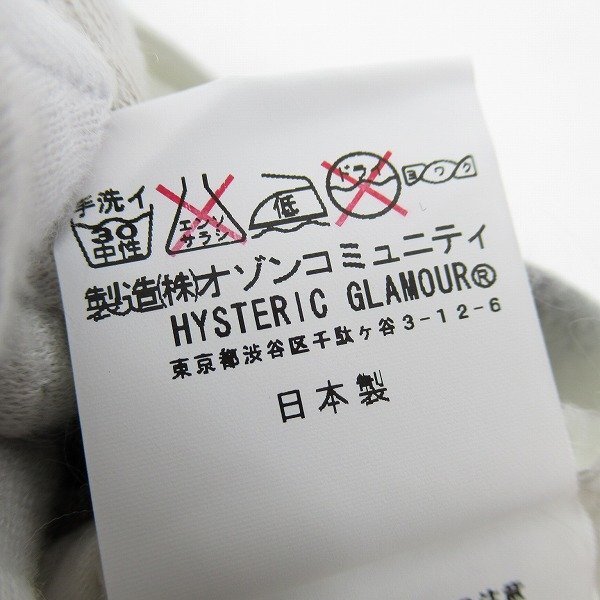 手洗イ
30 中性 エンソサラシ 低 ドライ ヨワク
製造(株)オゾンコミュニティ
HYSTERIC GLAMOUR®
東京都渋谷区千駄ヶ谷3-12-6
日本製